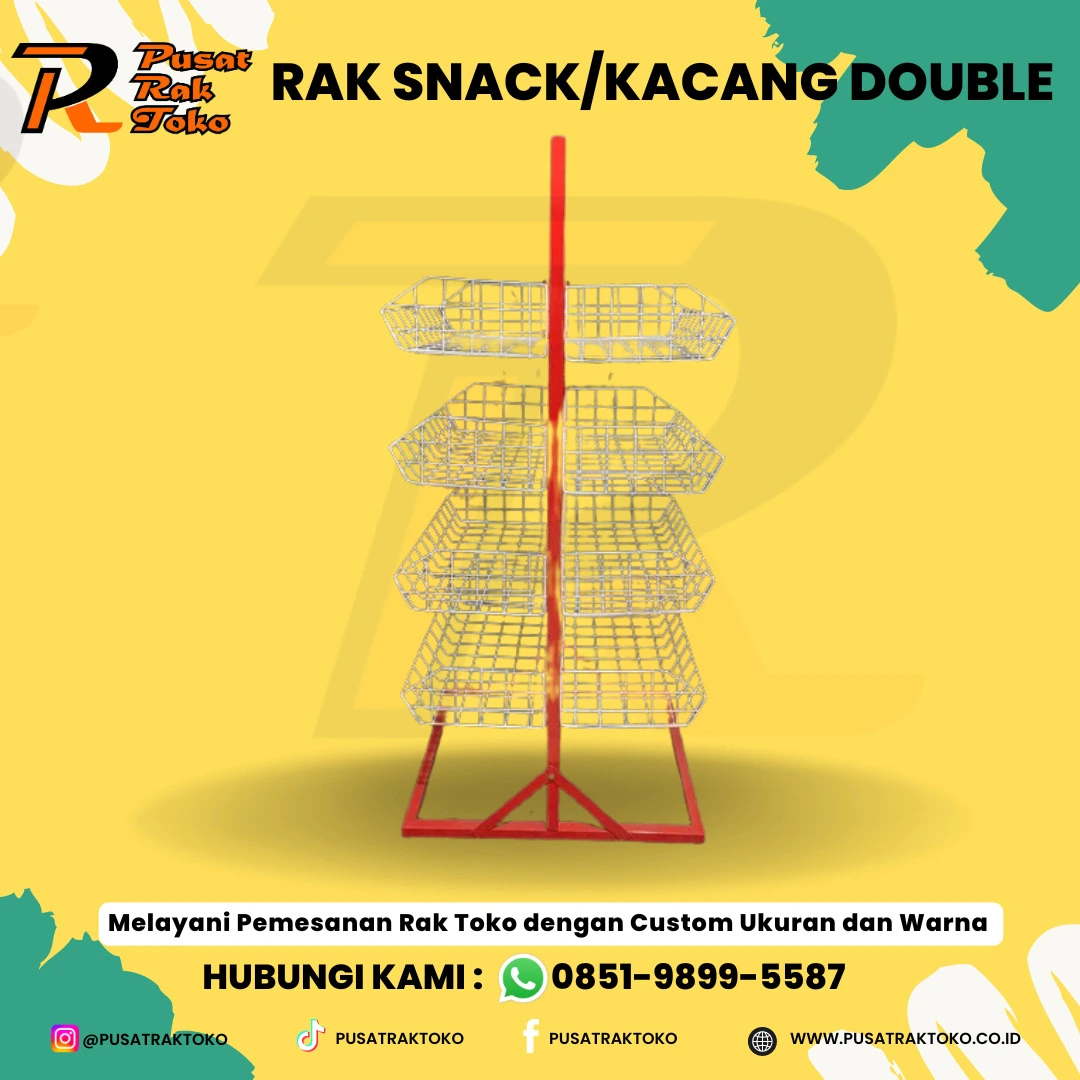 Pusat
Rak
Toko
RAK SNACK/KACANG DOUBLE
Melayani Pemesanan Rak Toko dengan Custom Ukuran dan Warna
HUBUNGI KAMI : 0851-9899-5587
@PUSATRAKTOKO PUSATRAKTOKO PUSATRAKTOKO WWW.PUSATRAKTOKO.CO.ID